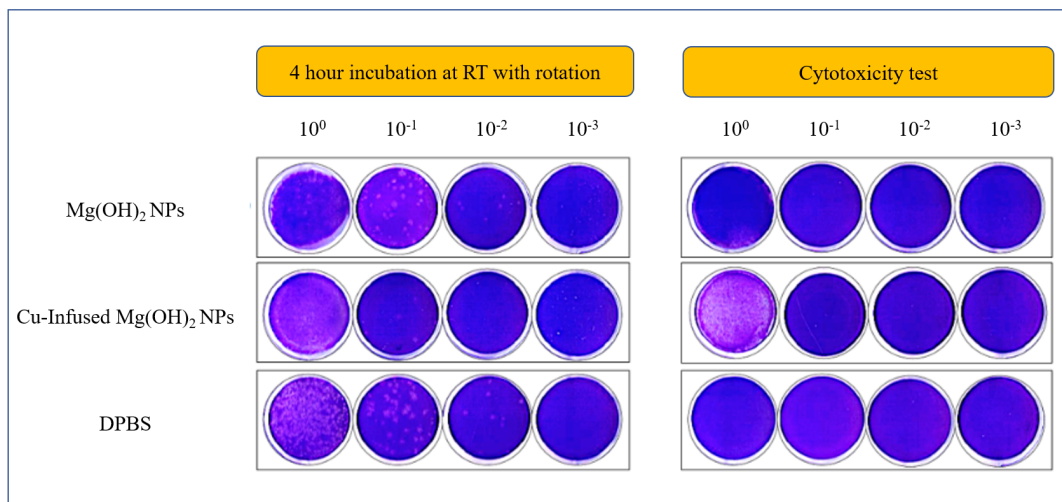 4 hour incubation at RT with rotation
Cytotoxicity test
10⁰ 10⁻¹ 10⁻² 10⁻³ 10⁰ 10⁻¹ 10⁻² 10⁻³
Mg(OH)₂ NPs
Cu-Infused Mg(OH)₂ NPs
DPBS